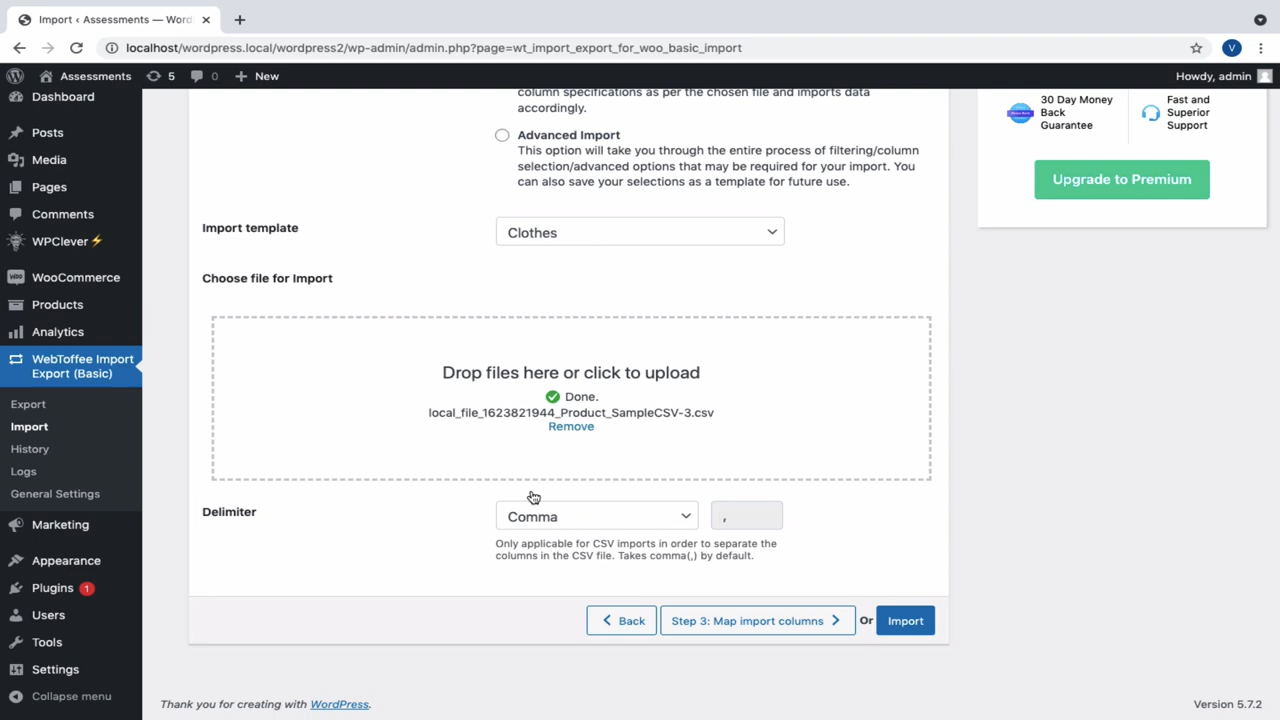 Import ‹ Assessments — Word
localhost/wordpress.local/wordpress2/wp-admin/admin.php?page=wt_import_export_for_woo_basic_import
V
Assessments
5
0
New
Howdy, admin
Dashboard
Posts
Media
Pages
Comments
WPClever⚡
WooCommerce
Products
Analytics
WebToffee Import
Export (Basic)
Export
Import
History
Logs
General Settings
Marketing
Appearance
Plugins 1
Users
Tools
Settings
Collapse menu
column specifications as per the chosen file and imports data
accordingly.
Advanced Import
This option will take you through the entire process of filtering/column
selection/advanced options that may be required for your import. You
can also save your selections as a template for future use.
Import template
Clothes
Choose file for Import
Drop files here or click to upload
Done.
local_file_1623821944_Product_SampleCSV-3.csv
Remove
Delimiter
Comma
,
Only applicable for CSV imports in order to separate the
columns in the CSV file. Takes comma(,) by default.
Back
Step 3: Map import columns
Or
Import
30 Day Money
Back
Guarantee
Fast and
Superior
Support
Upgrade to Premium
Thank you for creating with WordPress.
Version 5.7.2